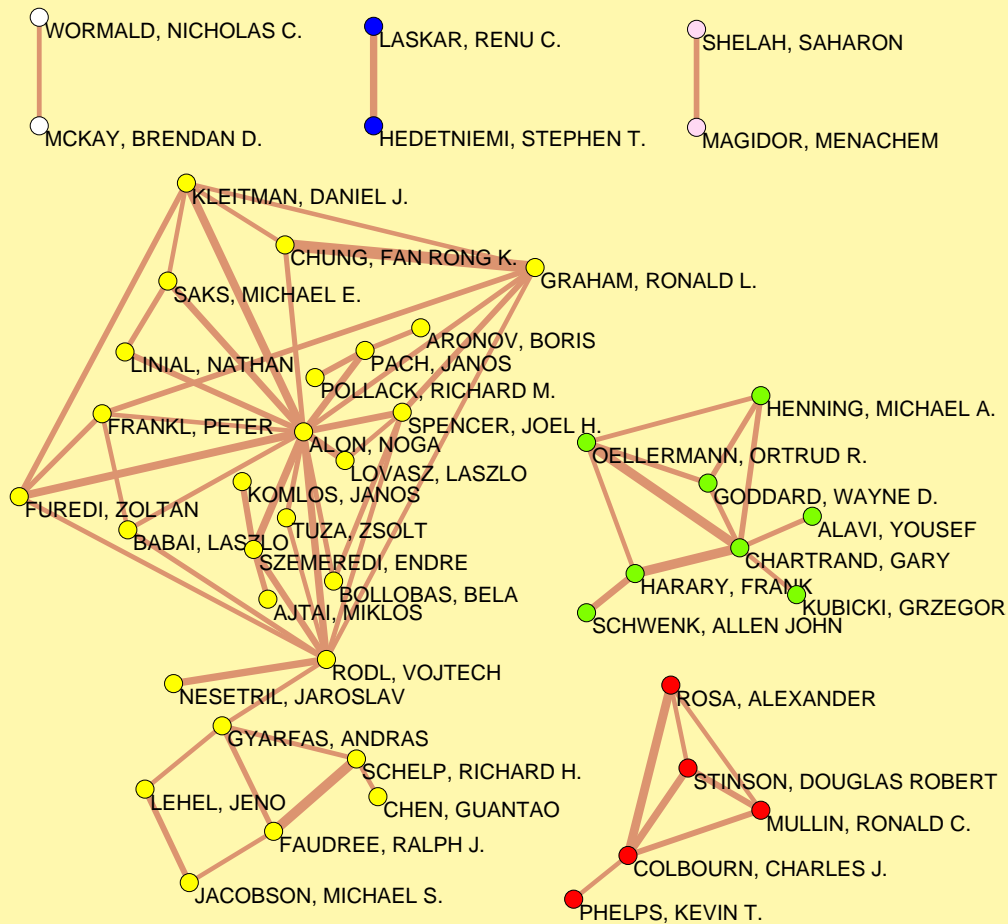 WORMALD, NICHOLAS C.
LASKAR, RENU C.
SHELAH, SAHARON
MCKAY, BRENDAN D.
HEDETNIEMI, STEPHEN T.
MAGIDOR, MENACHEM
KLEITMAN, DANIEL J.
CHUNG, FAN RONG K.
GRAHAM, RONALD L.
SAKS, MICHAEL E.
ARONOV, BORIS
LINIAL, NATHAN
PACH, JANOS
POLLACK, RICHARD M.
FRANKL, PETER
SPENCER, JOEL H.
ALON, NOGA
LOVASZ, LASZLO
KOMLOS, JANOS
FUREDI, ZOLTAN
TUZA, ZSOLT
BABAI, LASZLO
SZEMEREDI, ENDRE
BOLLOBAS, BELA
AJTAI, MIKLOS
HENNING, MICHAEL A.
OELLERMANN, ORTRUD R.
GODDARD, WAYNE D.
ALAVI, YOUSEF
CHARTRAND, GARY
HARARY, FRANK
KUBICKI, GRZEGOR
SCHWENK, ALLEN JOHN
RODL, VOJTECH
NESETRIL, JAROSLAV
GYARFAS, ANDRAS
SCHELP, RICHARD H.
LEHEL, JENO
CHEN, GUANTAO
FAUDREE, RALPH J.
JACOBSON, MICHAEL S.
ROSA, ALEXANDER
STINSON, DOUGLAS ROBERT
MULLIN, RONALD C.
COLBOURN, CHARLES J.
PHELPS, KEVIN T.